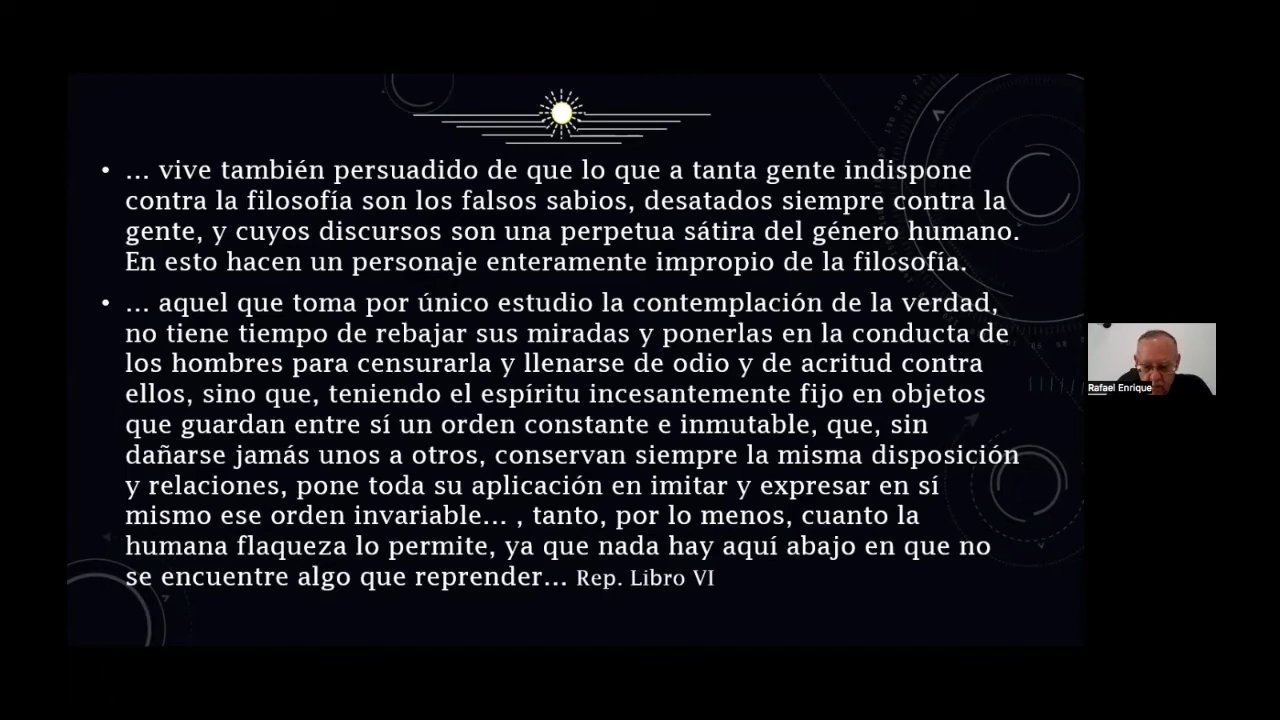 • ... vive también persuadido de que lo que a tanta gente indispone
contra la filosofía son los falsos sabios, desatados siempre contra la
gente, y cuyos discursos son una perpetua sátira del género humano.
En esto hacen un personaje enteramente impropio de la filosofía.
• ... aquel que toma por único estudio la contemplación de la verdad,
no tiene tiempo de rebajar sus miradas y ponerlas en la conducta de
los hombres para censurarla y llenarse de odio y de acritud contra
ellos, sino que, teniendo el espíritu incesantemente fijo en objetos
que guardan entre sí un orden constante e inmutable, que, sin
dañarse jamás unos a otros, conservan siempre la misma disposición
y relaciones, pone toda su aplicación en imitar y expresar en sí
mismo ese orden invariable... , tanto, por lo menos, cuanto la
humana flaqueza lo permite, ya que nada hay aquí abajo en que no
se encuentre algo que reprender... Rep. Libro VI
Rafael Enrique